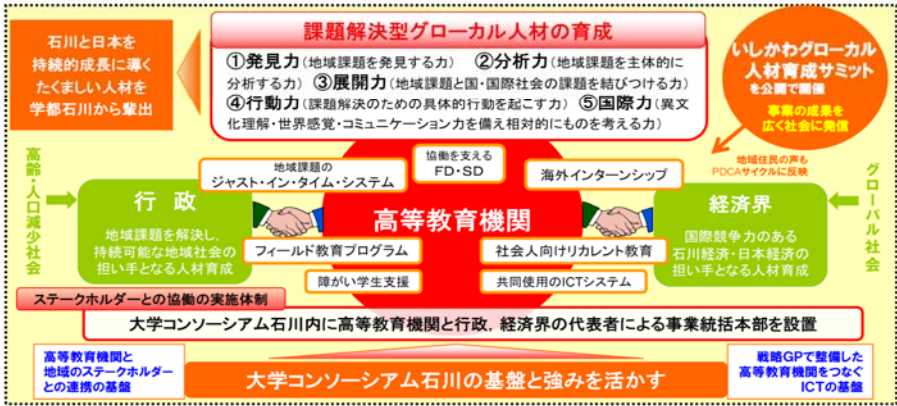 石川と日本を
持続的成長に導く
たくましい人材を
学都石川から輩出
課題解決型グローカル人材の育成
①発見力(地域課題を発見する力) ②分析力(地域課題を主体的に
分析する力) ③展開力(地域課題と国・国際社会の課題を結びつける力)
④行動力(課題解決のための具体的行動を起こす力) ⑤国際力(異文
化理解・世界感覚・コミュニケーション力を備え相対的にものを考える力)
いしかわグローカル
人材育成サミット
を公開で開催
事業の成果を
広く社会に発信
地域住民の声も
PDCAサイクルに反映
高齢・人口減少社会
行 政
地域課題を解決し,
持続可能な地域社会の
担い手となる人材育成
地域課題の
ジャスト・イン・タイム・システム
協働を支える
FD・SD
海外インターンシップ
高等教育機関
フィールド教育プログラム
社会人向けリカレント教育
障がい学生支援
共同使用のICTシステム
経済界
国際競争力のある
石川経済・日本経済の
担い手となる人材育成
グローバル社会
ステークホルダーとの協働の実施体制
大学コンソーシアム石川内に高等教育機関と行政,経済界の代表者による事業統括本部を設置
高等教育機関と
地域のステークホルダー
との連携の基盤
大学コンソーシアム石川の基盤と強みを活かす
戦略GPで整備した
高等教育機関をつなぐ
ICTの基盤